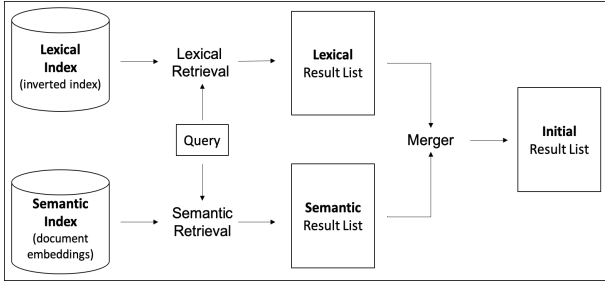 Lexical
Index
(inverted index)
Lexical
Retrieval
Lexical
Result List
Query
Merger
Initial
Result List
Semantic
Index
(document
embeddings)
Semantic
Retrieval
Semantic
Result List